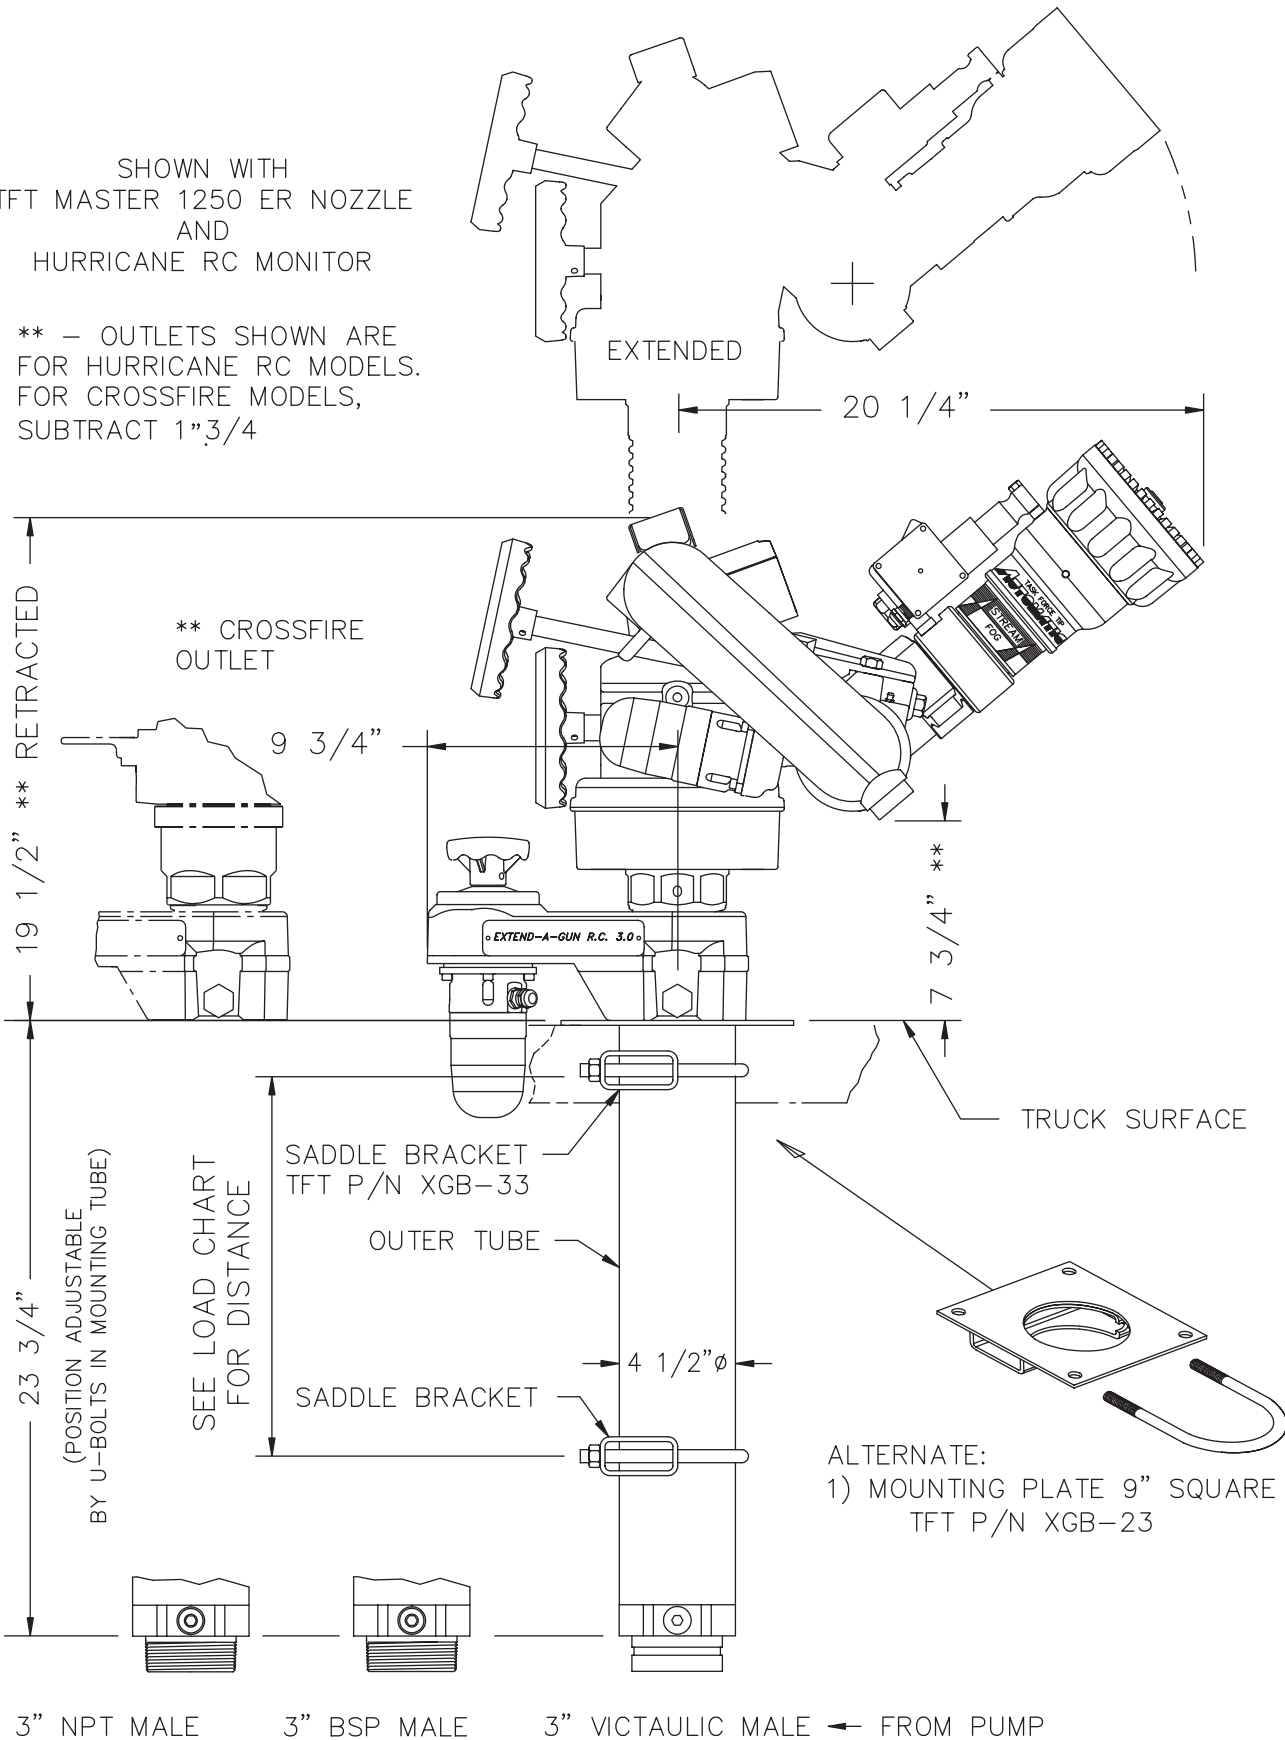 SHOWN WITH
TFT MASTER 1250 ER NOZZLE
AND
HURRICANE RC MONITOR
** – OUTLETS SHOWN ARE
FOR HURRICANE RC MODELS.
FOR CROSSFIRE MODELS,
SUBTRACT 1" 3/4
EXTENDED
20 1/4"
19 1/2" ** RETRACTED
** CROSSFIRE
OUTLET
9 3/4"
TASK FORCE TIP
AUTOMATIC
STREAM
FOG
7 3/4" **
EXTEND-A-GUN R.C. 3.0
TRUCK SURFACE
SADDLE BRACKET
TFT P/N XGB-33
OUTER TUBE
23 3/4"
(POSITION ADJUSTABLE
BY U-BOLTS IN MOUNTING TUBE)
SEE LOAD CHART
FOR DISTANCE
4 1/2"ø
SADDLE BRACKET
ALTERNATE:
1) MOUNTING PLATE 9" SQUARE
TFT P/N XGB-23
3" NPT MALE
3" BSP MALE
3" VICTAULIC MALE ← FROM PUMP